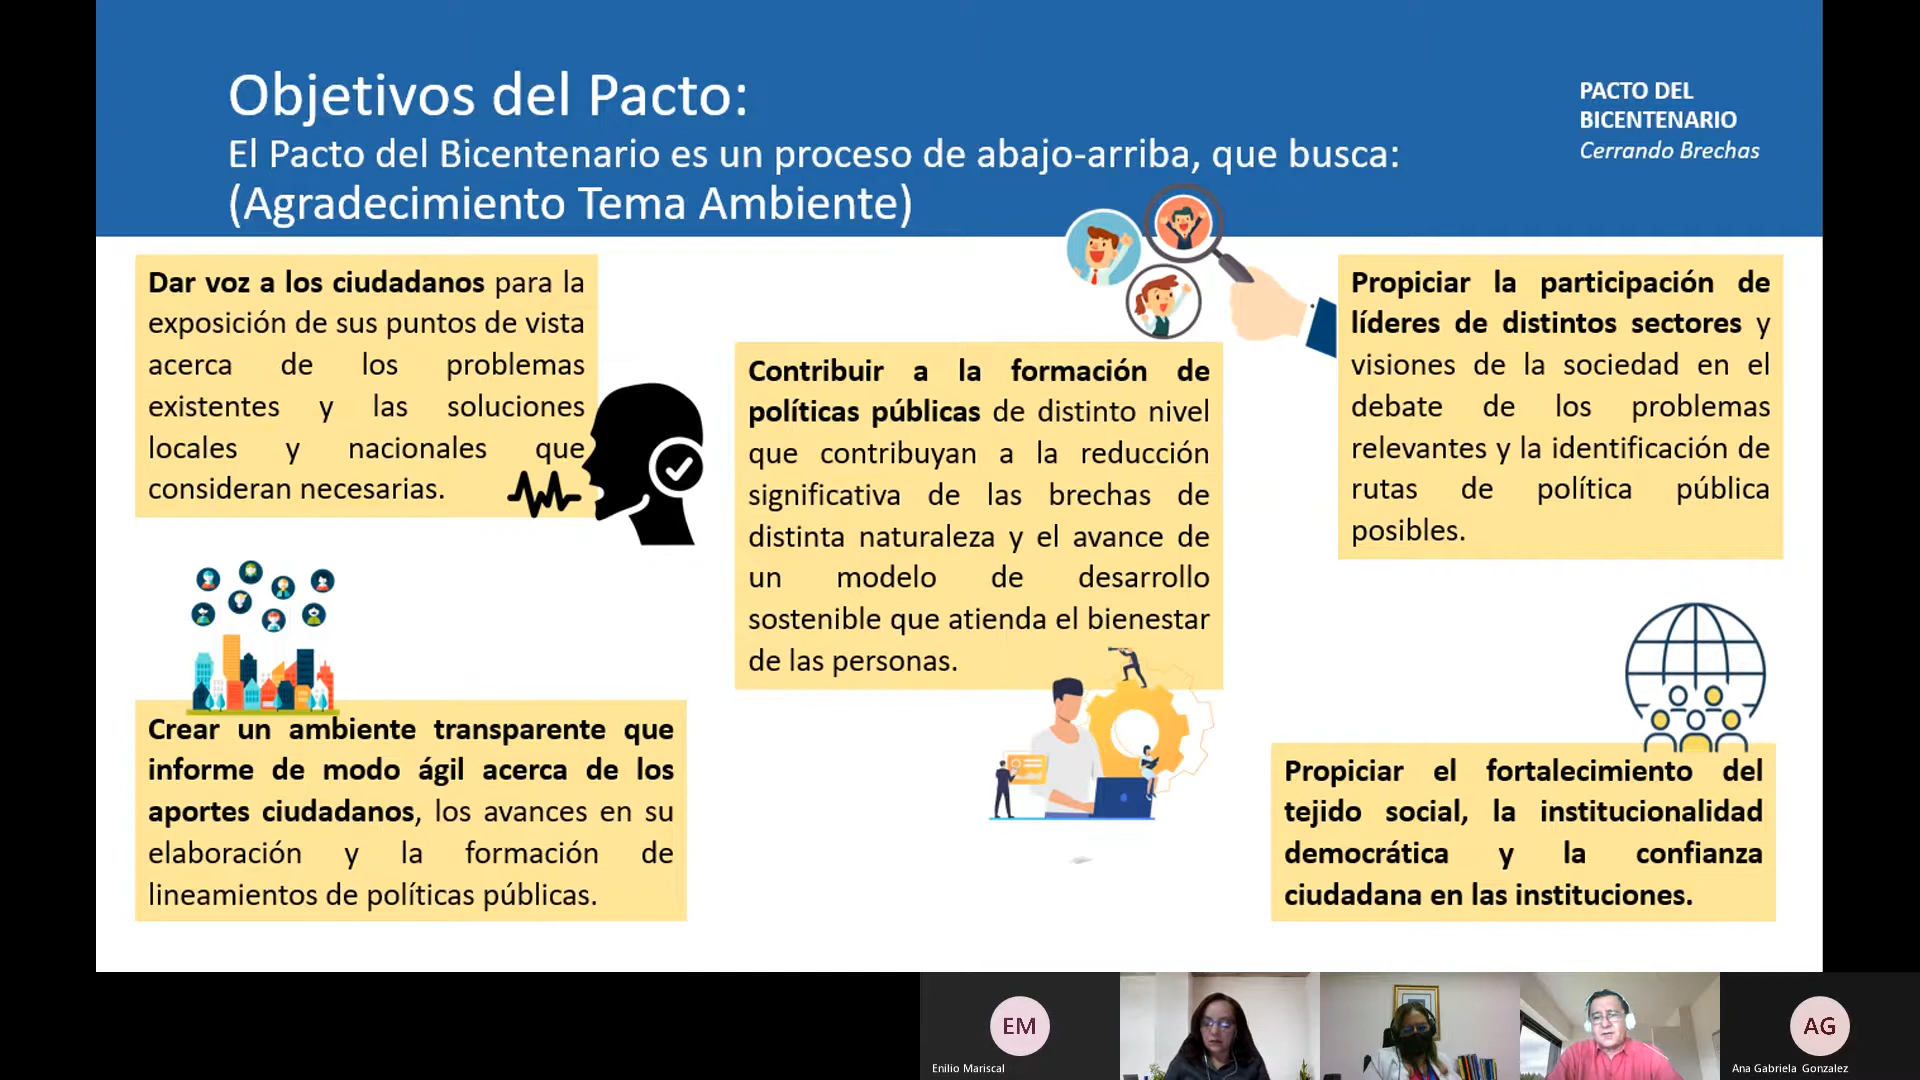 Objetivos del Pacto:
El Pacto del Bicentenario es un proceso de abajo-arriba, que busca:
(Agradecimiento Tema Ambiente)
PACTO DEL
BICENTENARIO
Cerrando Brechas
Dar voz a los ciudadanos para la
exposición de sus puntos de vista
acerca de los problemas
existentes y las soluciones
locales y nacionales que
consideran necesarias.
Contribuir a la formación de
políticas públicas de distinto nivel
que contribuyan a la reducción
significativa de las brechas de
distinta naturaleza y el avance de
un modelo de desarrollo
sostenible que atienda el bienestar
de las personas.
Propiciar la participación de
líderes de distintos sectores y
visiones de la sociedad en el
debate de los problemas
relevantes y la identificación de
rutas de política pública
posibles.
Crear un ambiente transparente que
informe de modo ágil acerca de los
aportes ciudadanos, los avances en su
elaboración y la formación de
lineamientos de políticas públicas.
Propiciar el fortalecimiento del
tejido social, la institucionalidad
democrática y la confianza
ciudadana en las instituciones.
EM
Enilio Mariscal
AG
Ana Gabriela Gonzalez